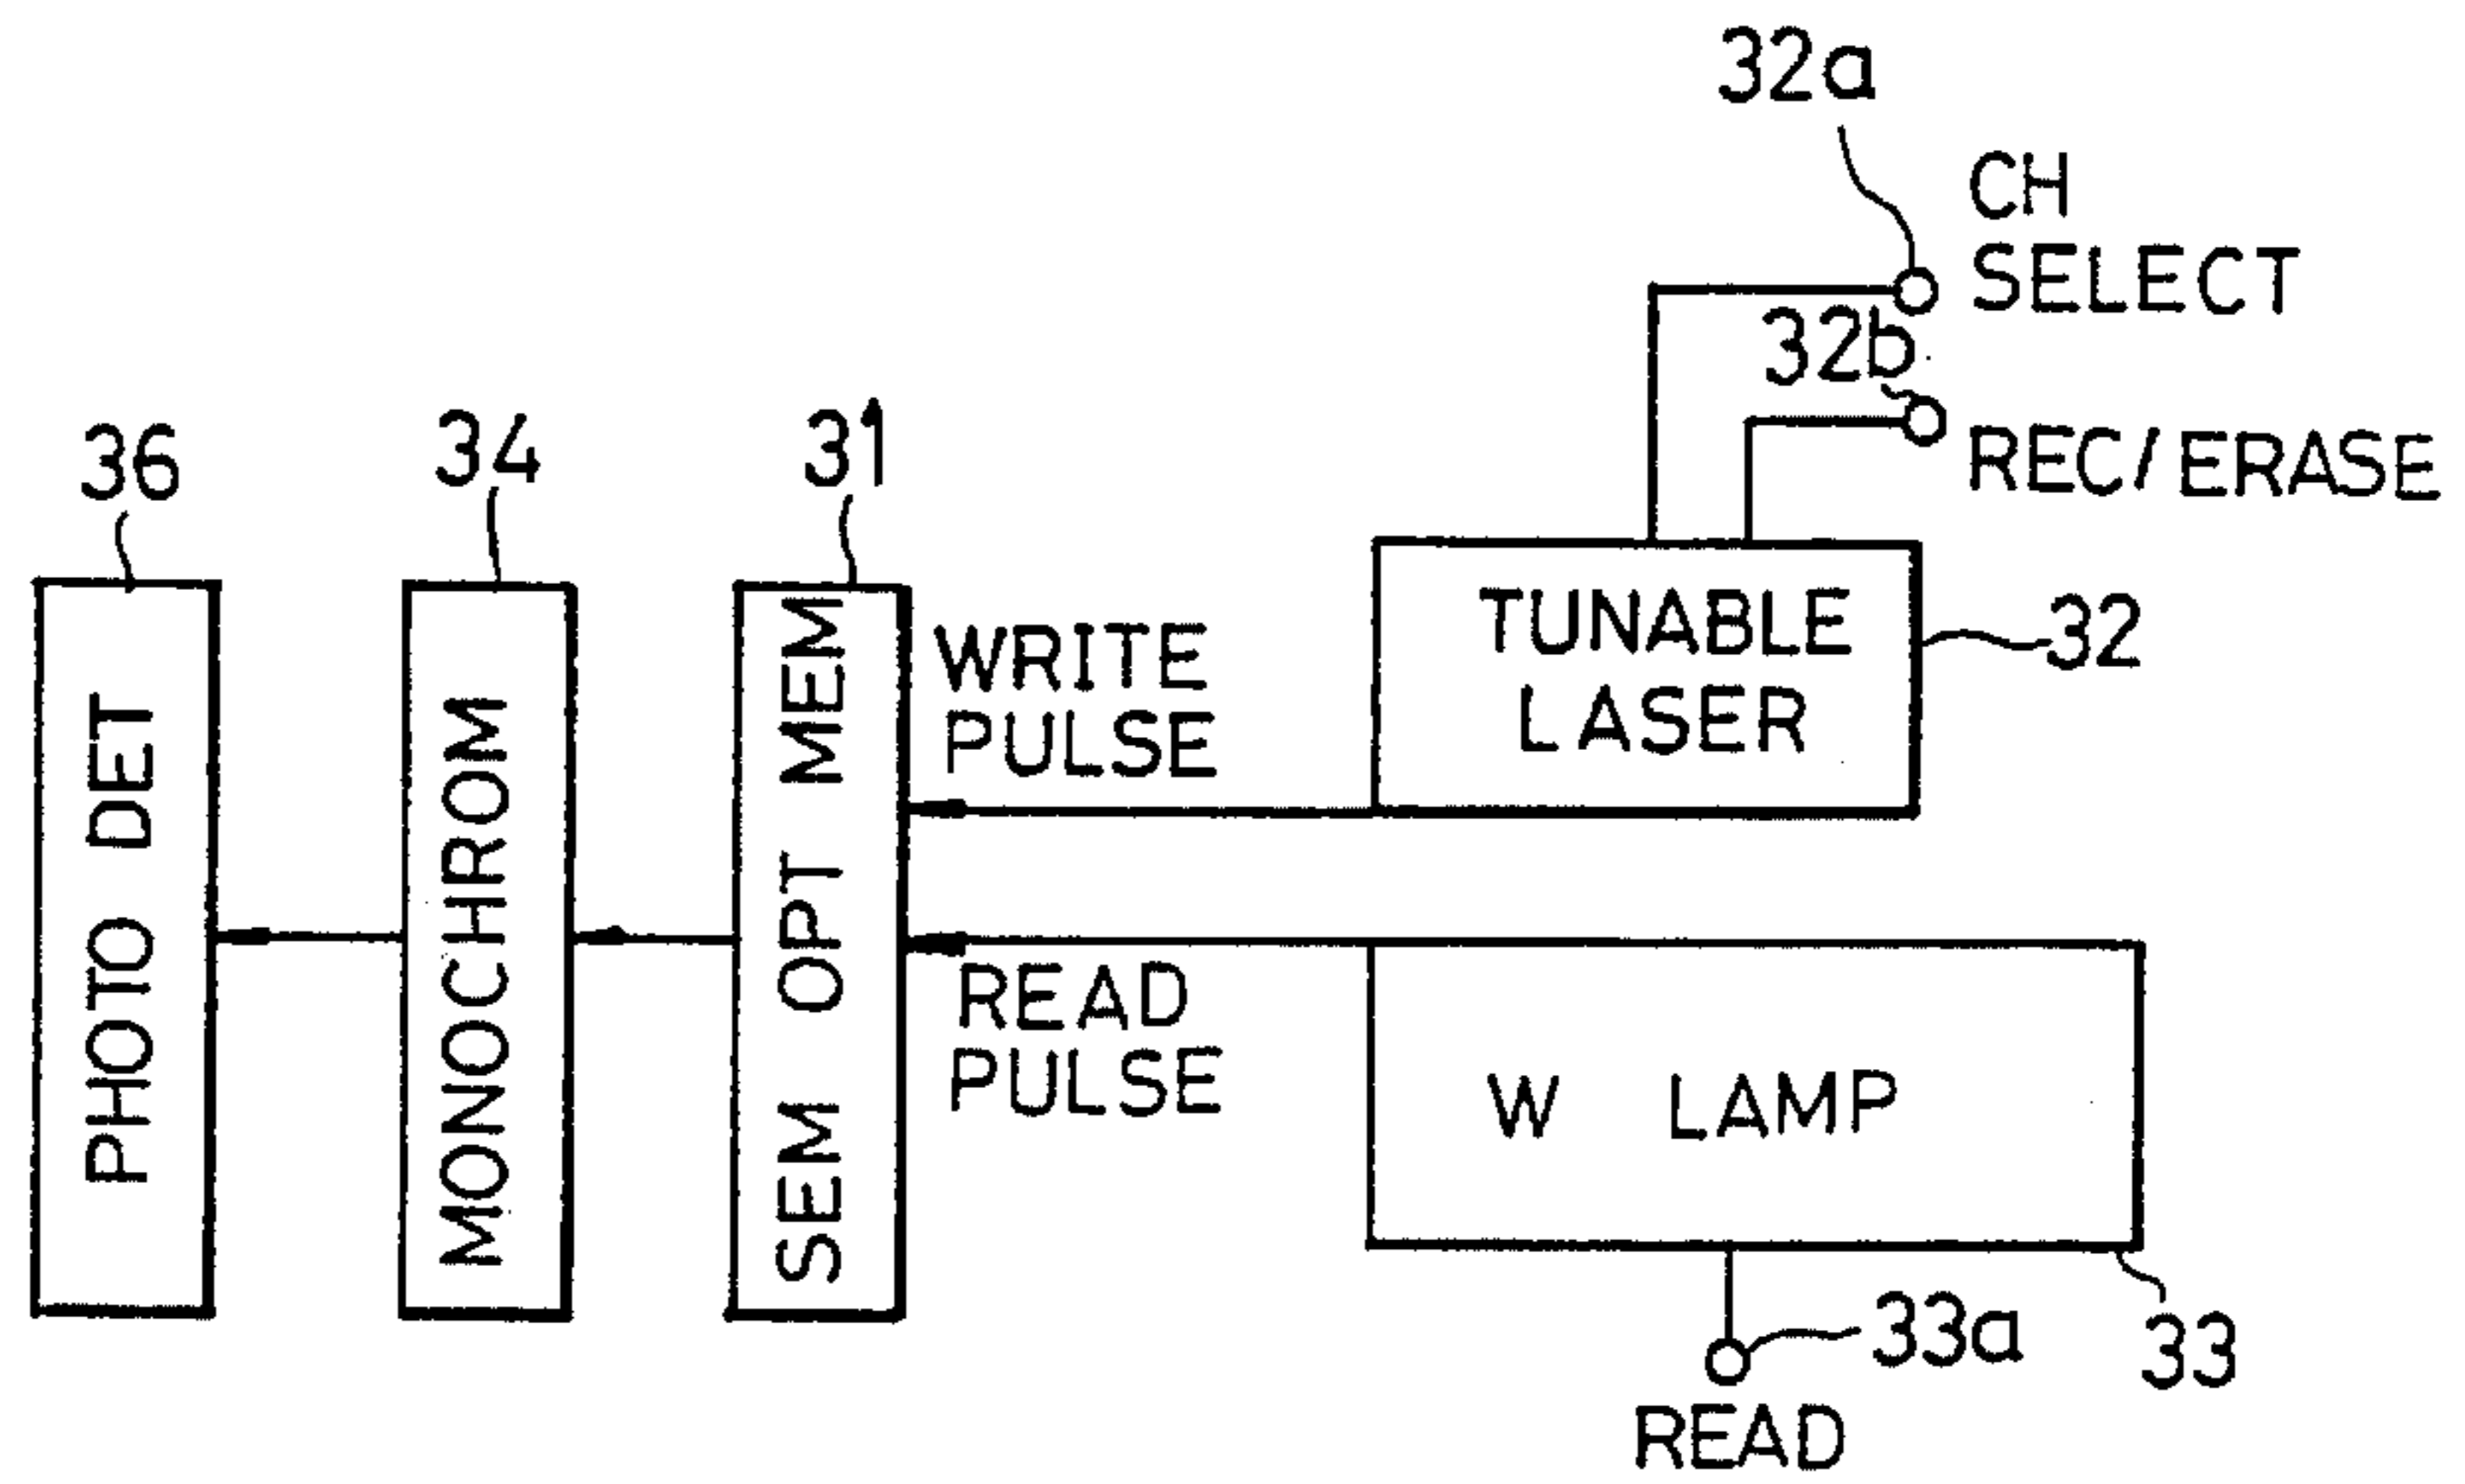 32a
CH
SELECT
32b
REC/ERASE
36
34
31
TUNABLE
LASER
32
WRITE
PULSE
PHOTO DET
MONOCHROM
SEM OPT MEM
READ
PULSE
W LAMP
33a
33
READ